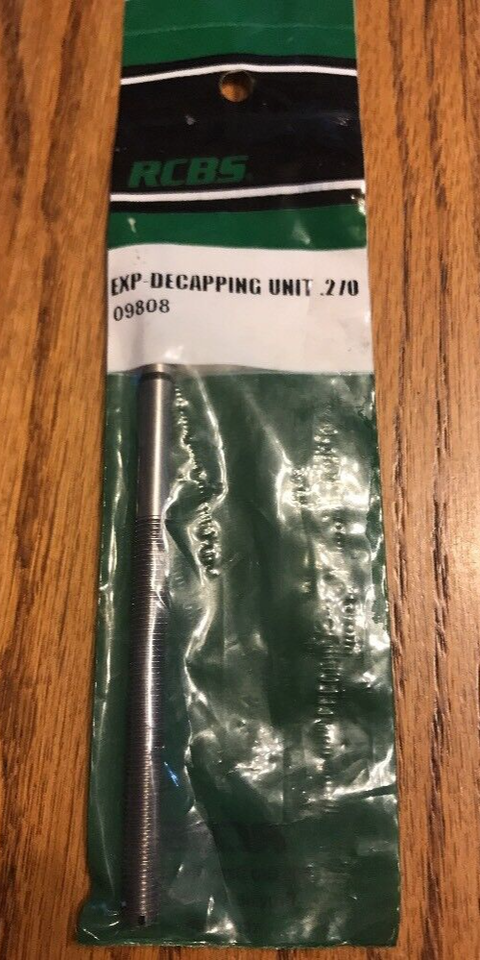 RCBS
EXP-DECAPPING UNIT .270
09808